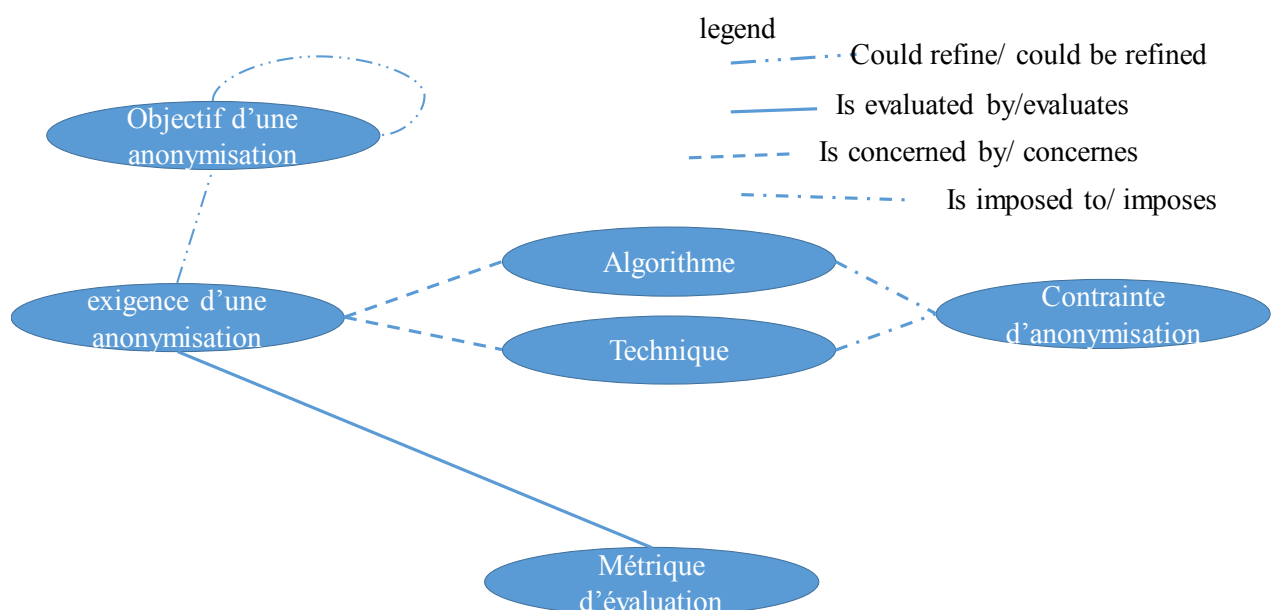 legend
Could refine/ could be refined
Is evaluated by/evaluates
Is concerned by/ concernes
Is imposed to/ imposes
Objectif d’une
anonymisation
exigence d’une
anonymisation
Algorithme
Technique
Contrainte
d’anonymisation
Métrique
d’évaluation